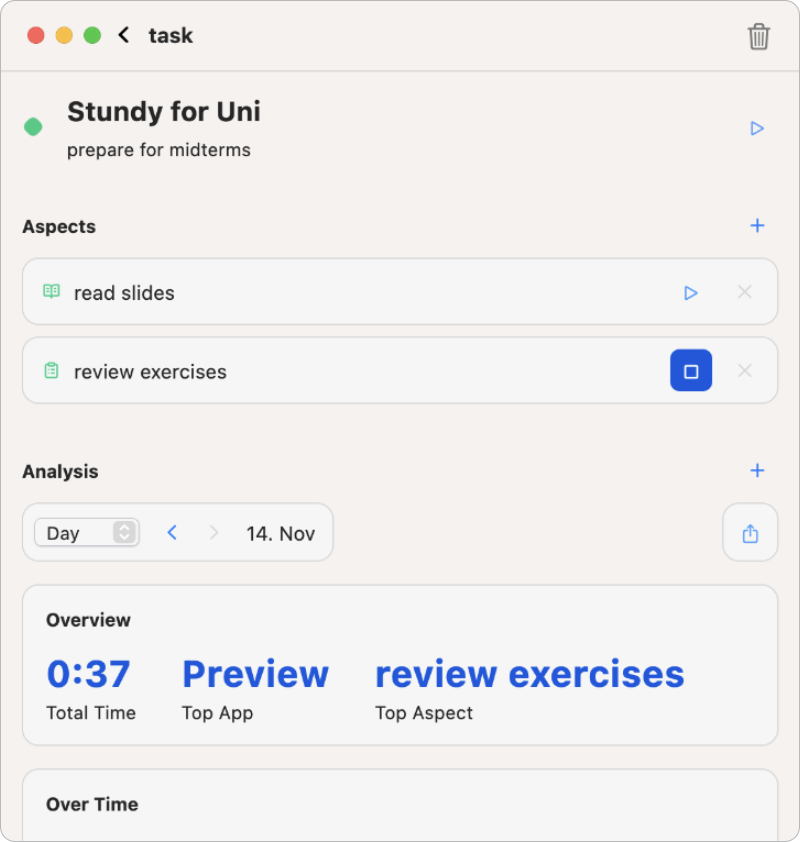 task
Stundy for Uni
prepare for midterms
Aspects
read slides
review exercises
Analysis
Day
14. Nov
Overview
0:37 Preview review exercises
Total Time Top App Top Aspect
Over Time